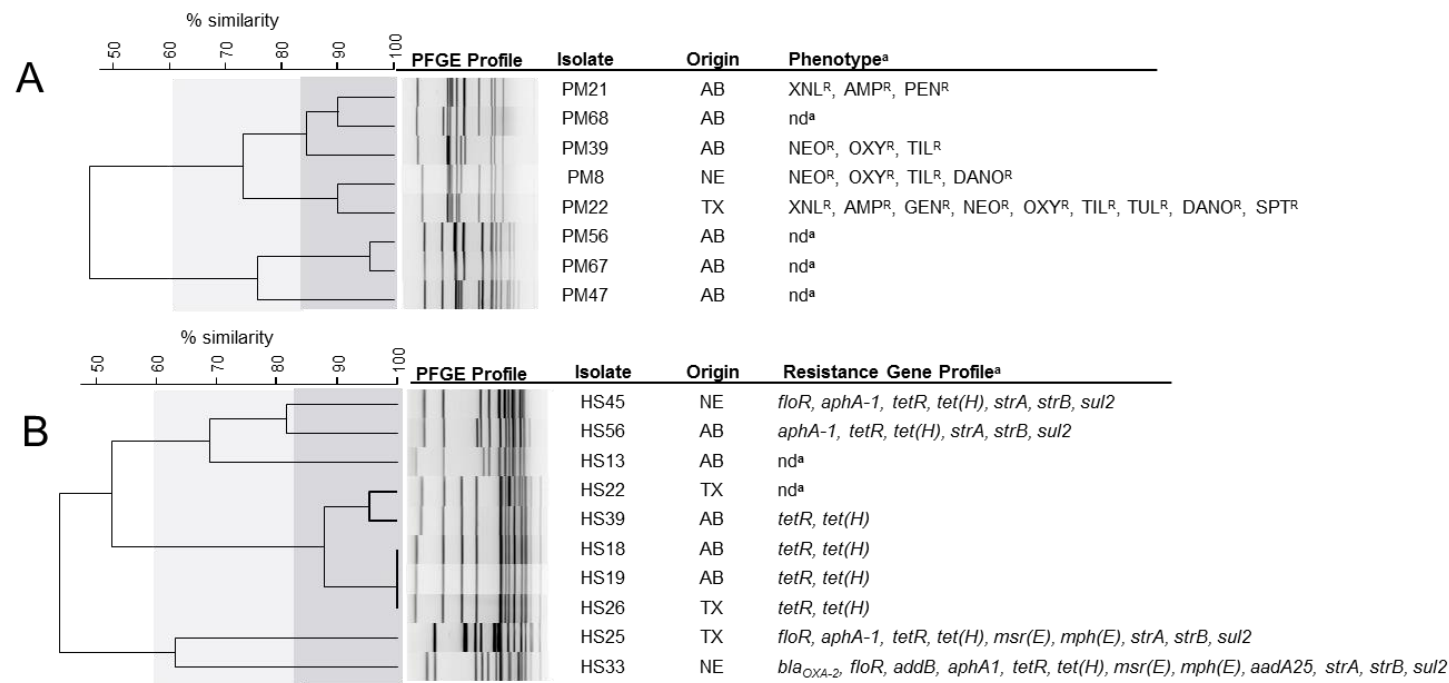 % similarity
50 60 70 80 90 100
A
PFGE Profile Isolate Origin Phenotypeᵃ
PM21 AB XNLᴿ, AMPᴿ, PENᴿ
PM68 AB ndᵃ
PM39 AB NEOᴿ, OXYᴿ, TILᴿ
PM8 NE NEOᴿ, OXYᴿ, TILᴿ, DANOᴿ
PM22 TX XNLᴿ, AMPᴿ, GENᴿ, NEOᴿ, OXYᴿ, TILᴿ, TULᴿ, DANOᴿ, SPTᴿ
PM56 AB ndᵃ
PM67 AB ndᵃ
PM47 AB ndᵃ
% similarity
50 60 70 80 90 100
B
PFGE Profile Isolate Origin Resistance Gene Profileᵃ
HS45 NE floR, aphA-1, tetR, tet(H), strA, strB, sul2
HS56 AB aphA-1, tetR, tet(H), strA, strB, sul2
HS13 AB ndᵃ
HS22 TX ndᵃ
HS39 AB tetR, tet(H)
HS18 AB tetR, tet(H)
HS19 AB tetR, tet(H)
HS26 TX tetR, tet(H)
HS25 TX floR, aphA-1, tetR, tet(H), msr(E), mph(E), strA, strB, sul2
HS33 NE blaOXA-2, floR, addB, aphA1, tetR, tet(H), msr(E), mph(E), aadA25, strA, strB, sul2